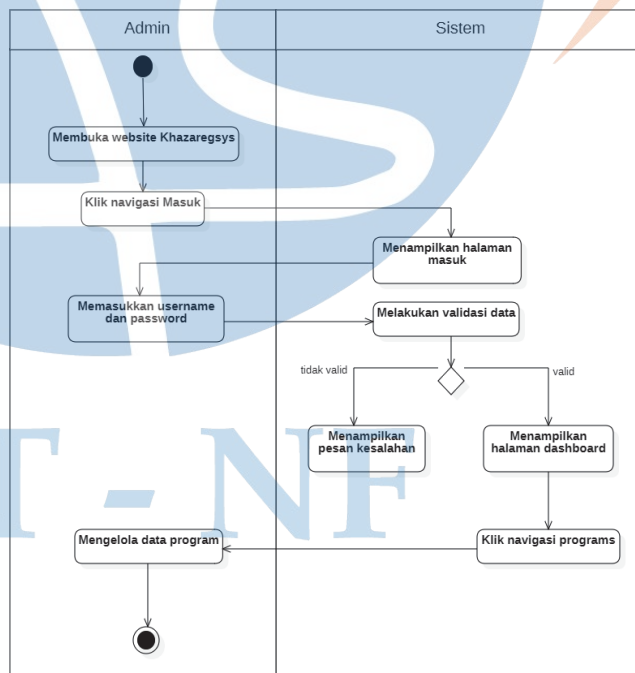 Admin
Sistem
Membuka website Khazaregsys
Klik navigasi Masuk
Menampilkan halaman
masuk
Memasukkan username
dan password
Melakukan validasi data
tidak valid
valid
Menampilkan
pesan kesalahan
Menampilkan
halaman dashboard
T - NF
Mengelola data program
Klik navigasi programs